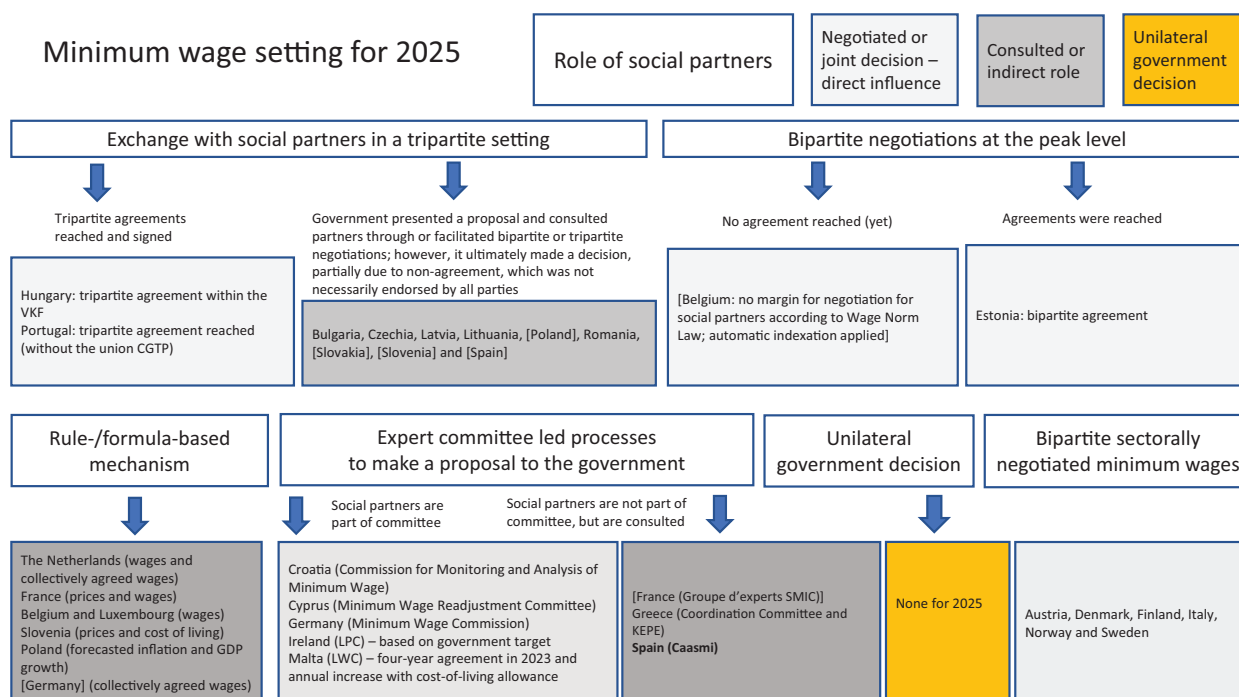 Minimum wage setting for 2025
Role of social partners
Negotiated or
joint decision –
direct influence
Consulted or
indirect role
Unilateral
government
decision
Exchange with social partners in a tripartite setting
Bipartite negotiations at the peak level
Tripartite agreements
reached and signed
Government presented a proposal and consulted
partners through or facilitated bipartite or tripartite
negotiations; however, it ultimately made a decision,
partially due to non-agreement, which was not
necessarily endorsed by all parties
No agreement reached (yet)
Agreements were reached
Hungary: tripartite agreement within the
VKF
Portugal: tripartite agreement reached
(without the union CGTP)
Bulgaria, Czechia, Latvia, Lithuania, [Poland], Romania,
[Slovakia], [Slovenia] and [Spain]
[Belgium: no margin for negotiation for
social partners according to Wage Norm
Law; automatic indexation applied]
Estonia: bipartite agreement
Rule-/formula-based
mechanism
Expert committee led processes
to make a proposal to the government
Unilateral
government decision
Bipartite sectorally
negotiated minimum wages
Social partners are
part of committee
Social partners are not part of
committee, but are consulted
The Netherlands (wages and
collectively agreed wages)
France (prices and wages)
Belgium and Luxembourg (wages)
Slovenia (prices and cost of living)
Poland (forecasted inflation and GDP
growth)
[Germany] (collectively agreed wages)
Croatia (Commission for Monitoring and Analysis of
Minimum Wage)
Cyprus (Minimum Wage Readjustment Committee)
Germany (Minimum Wage Commission)
Ireland (LPC) – based on government target
Malta (LWC) – four-year agreement in 2023 and
annual increase with cost-of-living allowance
[France (Groupe d'experts SMIC)]
Greece (Coordination Committee and
KEPE)
Spain (Caasmi)
None for 2025
Austria, Denmark, Finland, Italy,
Norway and Sweden